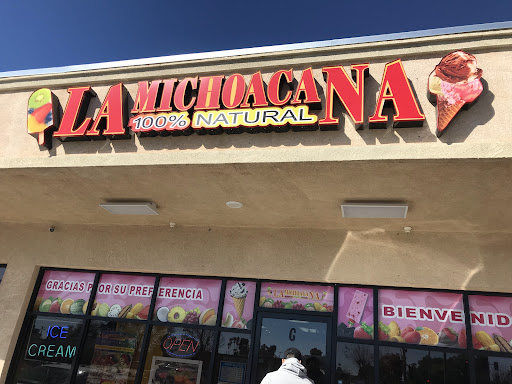 LA MICHOACANA
100% NATURAL
GRACIAS POR SU PREFERENCIA
BIENVENID
ICE
CREAM
OPEN
C